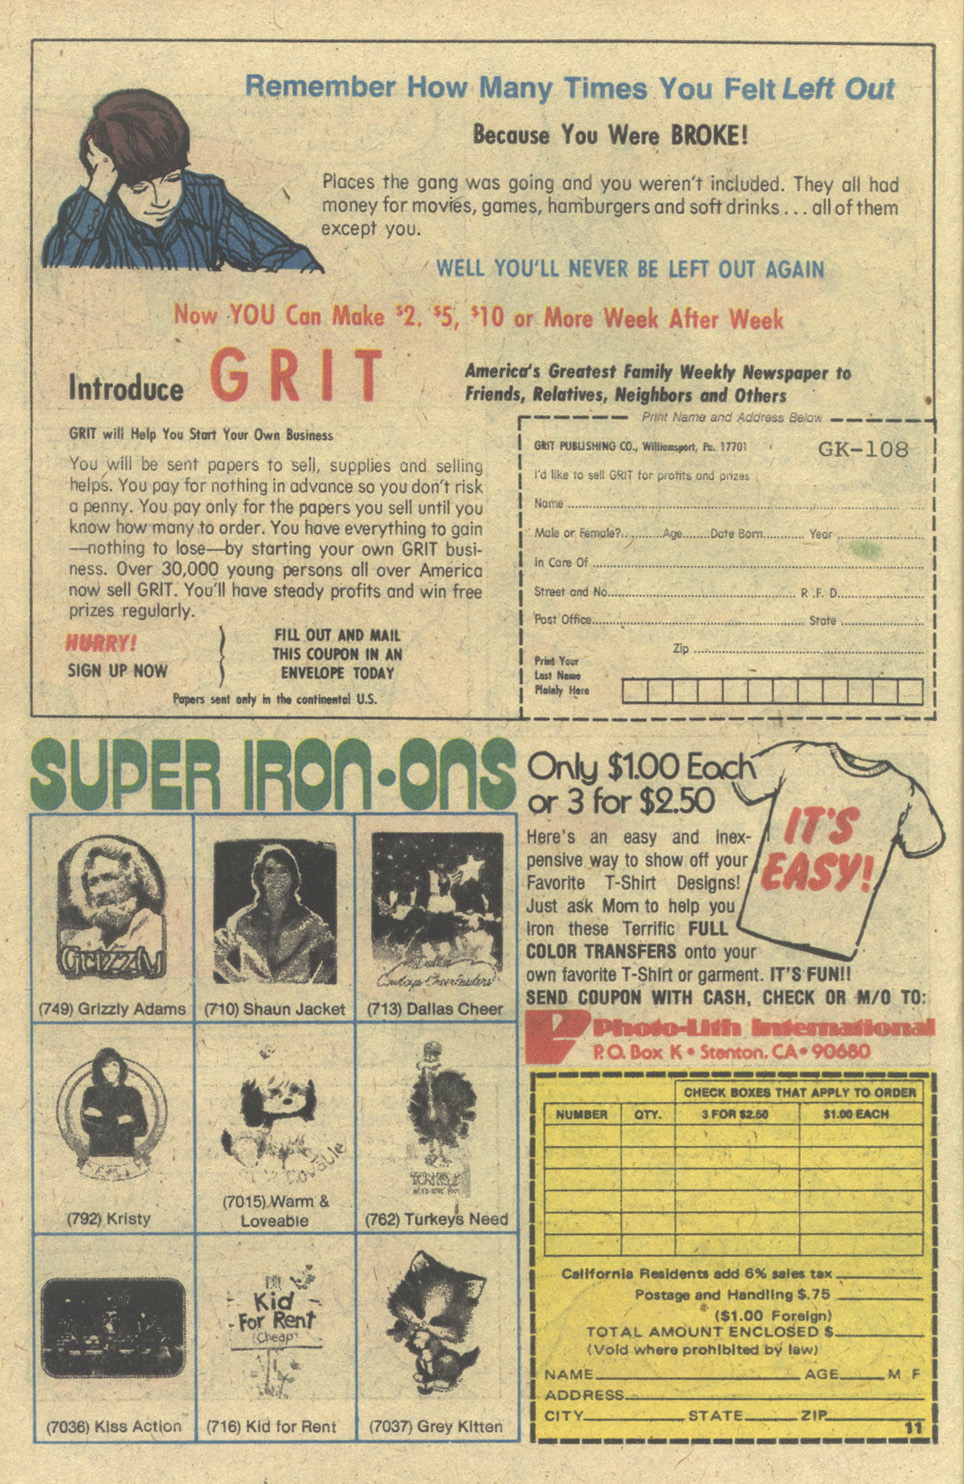 Remember How Many Times You Felt Left Out
Because You Were BROKE!
Places the gang was going and you weren't included. They all had
money for movies, games, hamburgers and soft drinks . . . all of them
except you.
WELL YOU'LL NEVER BE LEFT OUT AGAIN
Now YOU Can Make $2, $5, $10 or More Week After Week
Introduce GRIT
America's Greatest Family Weekly Newspaper to
Friends, Relatives, Neighbors and Others
GRIT will Help You Start Your Own Business
You will be sent papers to sell, supplies and selling
helps. You pay for nothing in advance so you don't risk
a penny. You pay only for the papers you sell until you
know how many to order. You have everything to gain
—nothing to lose—by starting your own GRIT busi-
ness. Over 30,000 young persons all over America
now sell GRIT. You'll have steady profits and win free
prizes regularly.
HURRY!
SIGN UP NOW
FILL OUT AND MAIL
THIS COUPON IN AN
ENVELOPE TODAY
Papers sent only in the continental U.S.
Print Name and Address Below
GRIT PUBLISHING CO., Williamsport, Pa. 17701
GK-108
I'd like to sell GRIT for profits and prizes
Name
Male or Female? Age Date Born Year
In Care Of
Street and No. R.F.D.
Post Office State
Zip
Print Your
Last Name
Plainly Here
SUPER IRON-ONS
Grizzly
(749) Grizzly Adams
(710) Shaun Jacket
Dallas
Cowboys Cheerleaders
(713) Dallas Cheer
(792) Kristy
Loveable
(7015) Warm &
Loveable
TURKEYS
NEED LOVE TOO!
(762) Turkeys Need
(7036) Kiss Action
I'M
Kid
For Rent
(Cheap)
(716) Kid for Rent
(7037) Grey Kitten
Only $1.00 Each
or 3 for $2.50
IT'S
EASY!
Here's an easy and inex-
pensive way to show off your
Favorite T-Shirt Designs!
Just ask Mom to help you
Iron these Terrific FULL
COLOR TRANSFERS onto your
own favorite T-Shirt or garment. IT'S FUN!!
SEND COUPON WITH CASH, CHECK OR M/O TO:
Photo-Lith International
P.O. Box K • Stanton, CA • 90680
CHECK BOXES THAT APPLY TO ORDER
NUMBER QTY. 3 FOR $2.50 $1.00 EACH
California Residents add 6% sales tax
Postage and Handling $.75
($1.00 Foreign)
TOTAL AMOUNT ENCLOSED $
(Void where prohibited by law)
NAME AGE M F
ADDRESS
CITY STATE ZIP
11